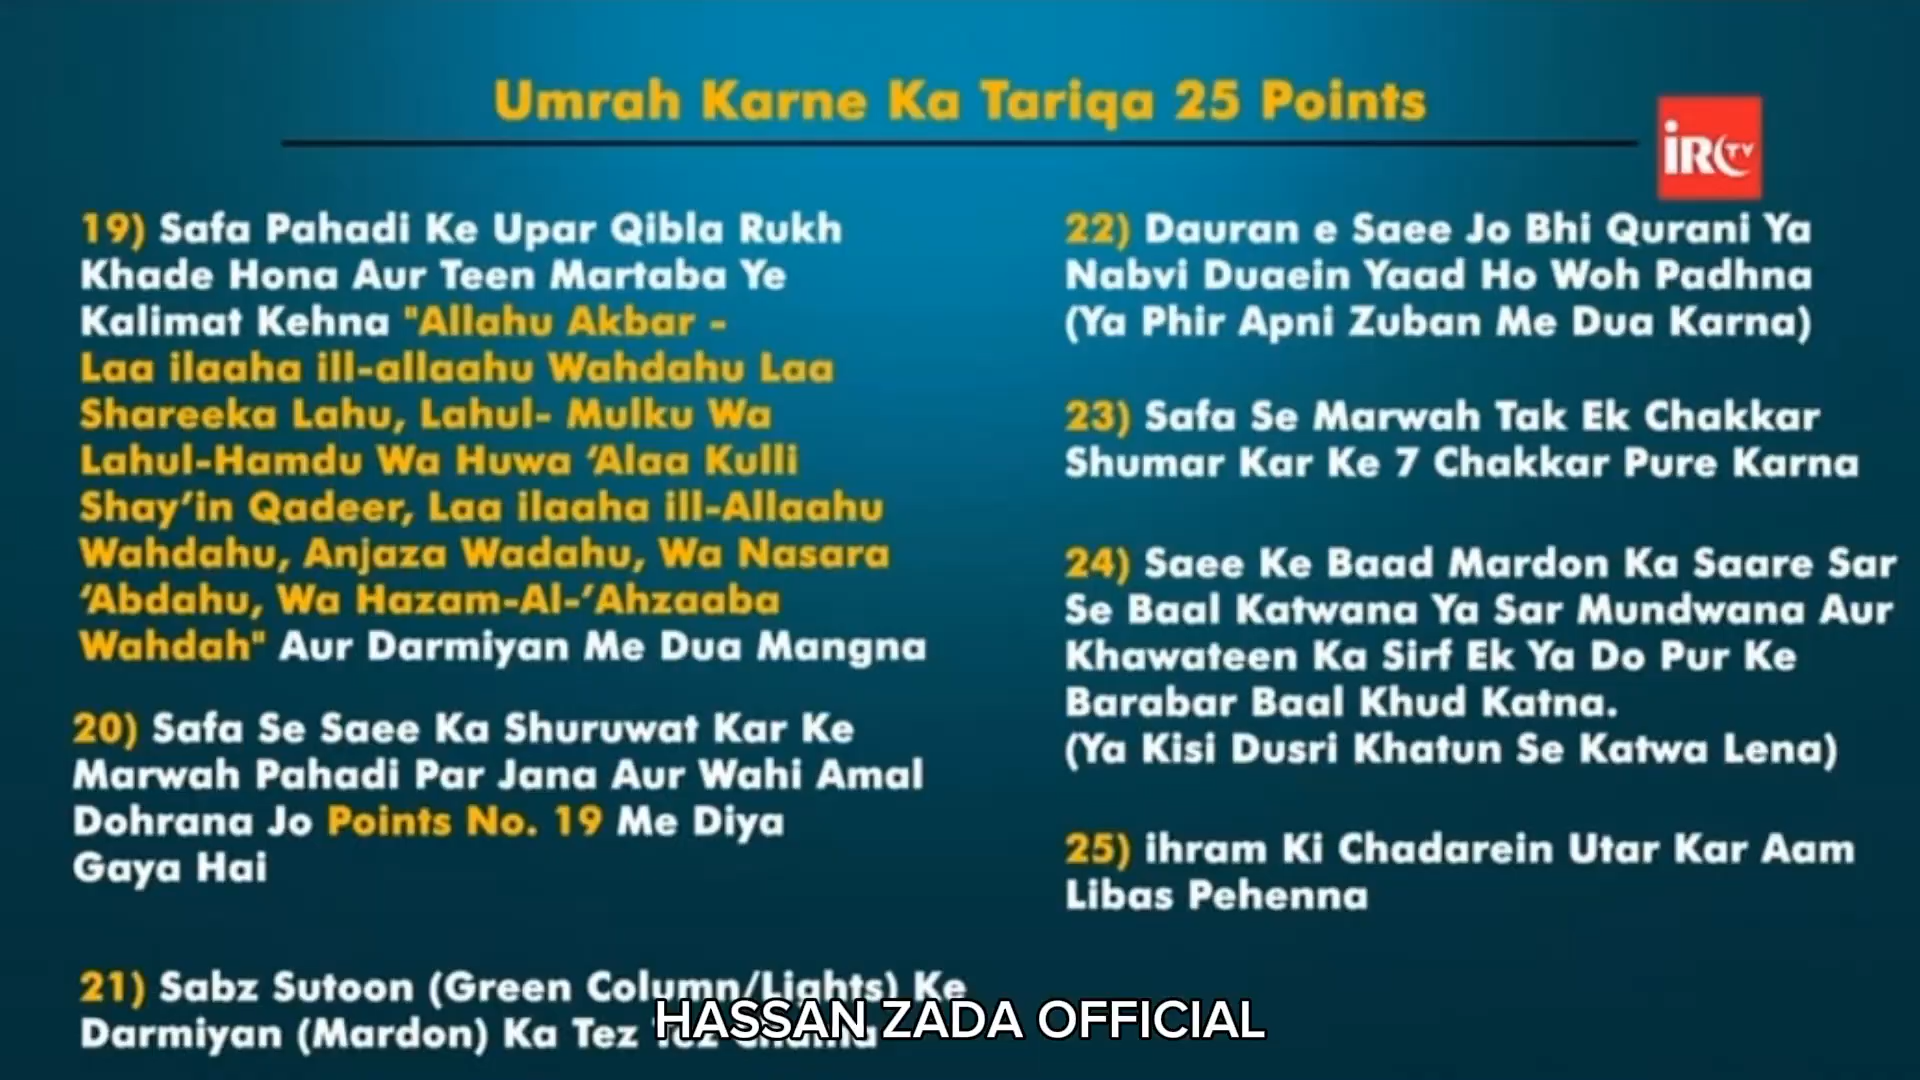 Umrah Karne Ka Tariqa 25 Points
iRC TV
19) Safa Pahadi Ke Upar Qibla Rukh
Khade Hona Aur Teen Martaba Ye
Kalimat Kehna "Allahu Akbar -
Laa ilaaha ill-allaahu Wahdahu Laa
Shareeka Lahu, Lahul- Mulku Wa
Lahul-Hamdu Wa Huwa ‘Alaa Kulli
Shay’in Qadeer, Laa ilaaha ill-Allaahu
Wahdahu, Anjaza Wadahu, Wa Nasara
‘Abdahu, Wa Hazam-Al-’Ahzaaba
Wahdah" Aur Darmiyan Me Dua Mangna
20) Safa Se Saee Ka Shuruwat Kar Ke
Marwah Pahadi Par Jana Aur Wahi Amal
Dohrana Jo Points No. 19 Me Diya
Gaya Hai
21) Sabz Sutoon (Green Column/Lights) Ke
Darmiyan (Mardon) Ka Tez
22) Dauran e Saee Jo Bhi Qurani Ya
Nabvi Duaein Yaad Ho Woh Padhna
(Ya Phir Apni Zuban Me Dua Karna)
23) Safa Se Marwah Tak Ek Chakkar
Shumar Kar Ke 7 Chakkar Pure Karna
24) Saee Ke Baad Mardon Ka Saare Sar
Se Baal Katwana Ya Sar Mundwana Aur
Khawateen Ka Sirf Ek Ya Do Pur Ke
Barabar Baal Khud Katna.
(Ya Kisi Dusri Khatun Se Katwa Lena)
25) ihram Ki Chadarein Utar Kar Aam
Libas Pehenna
HASSAN ZADA OFFICIAL